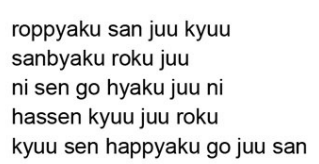 roppyaku san juu kyuu
sanbyaku roku juu
ni sen go hyaku juu ni
hassen kyuu juu roku
kyuu sen happyaku go juu san